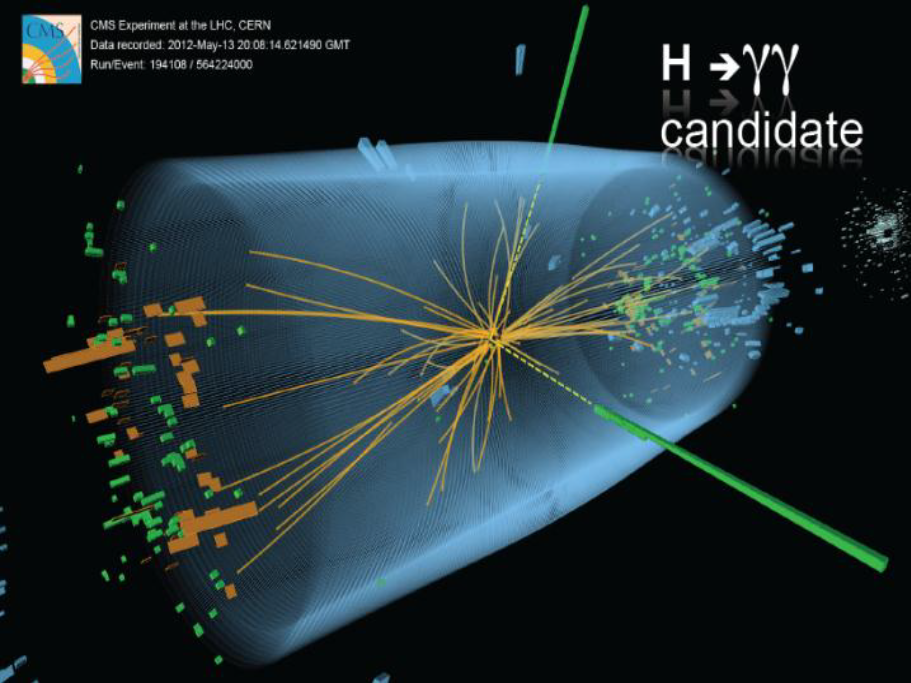 CMS
CMS Experiment at the LHC, CERN
Data recorded: 2012-May-13 20:08:14.621490 GMT
Run/Event: 194108 / 564224000
H → γγ
candidate